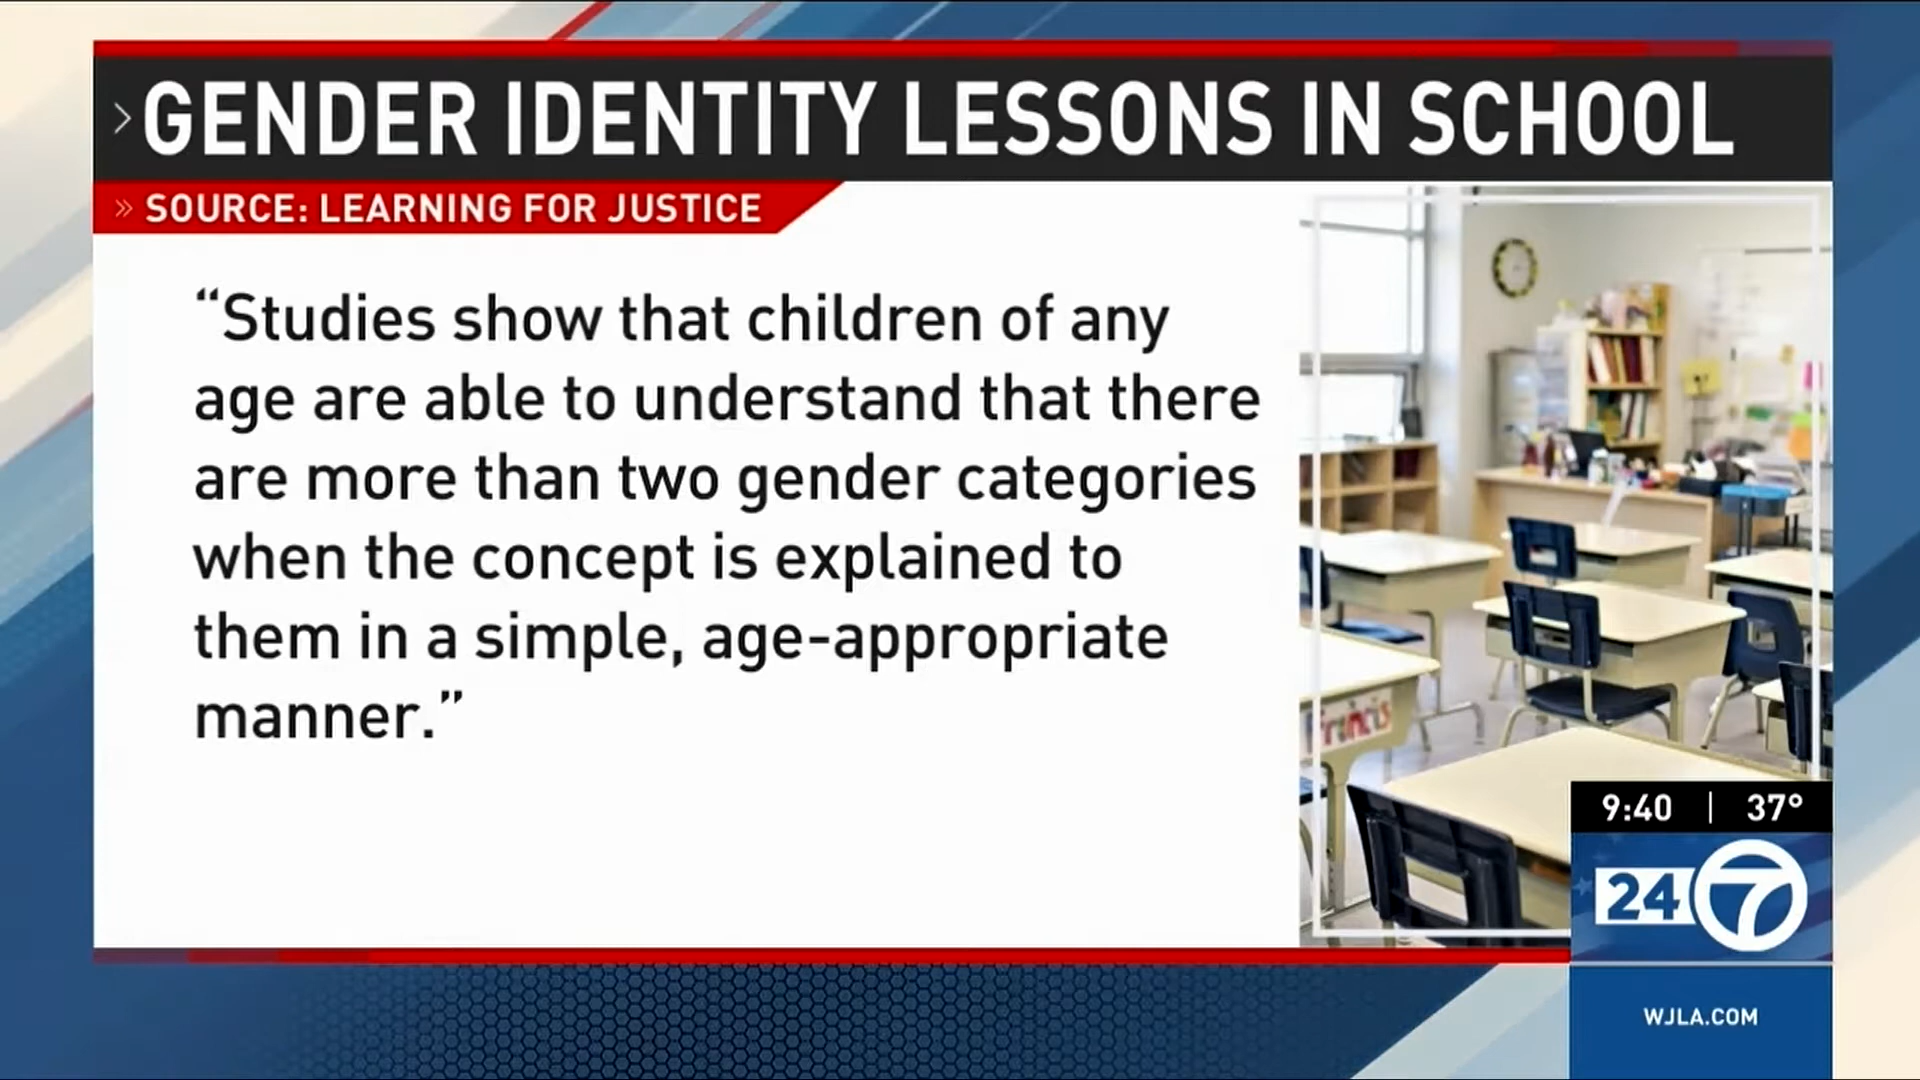 GENDER IDENTITY LESSONS IN SCHOOL
SOURCE: LEARNING FOR JUSTICE
“Studies show that children of any
age are able to understand that there
are more than two gender categories
when the concept is explained to
them in a simple, age-appropriate
manner.”
Francis
9:40 | 37°
24 7
WJLA.COM